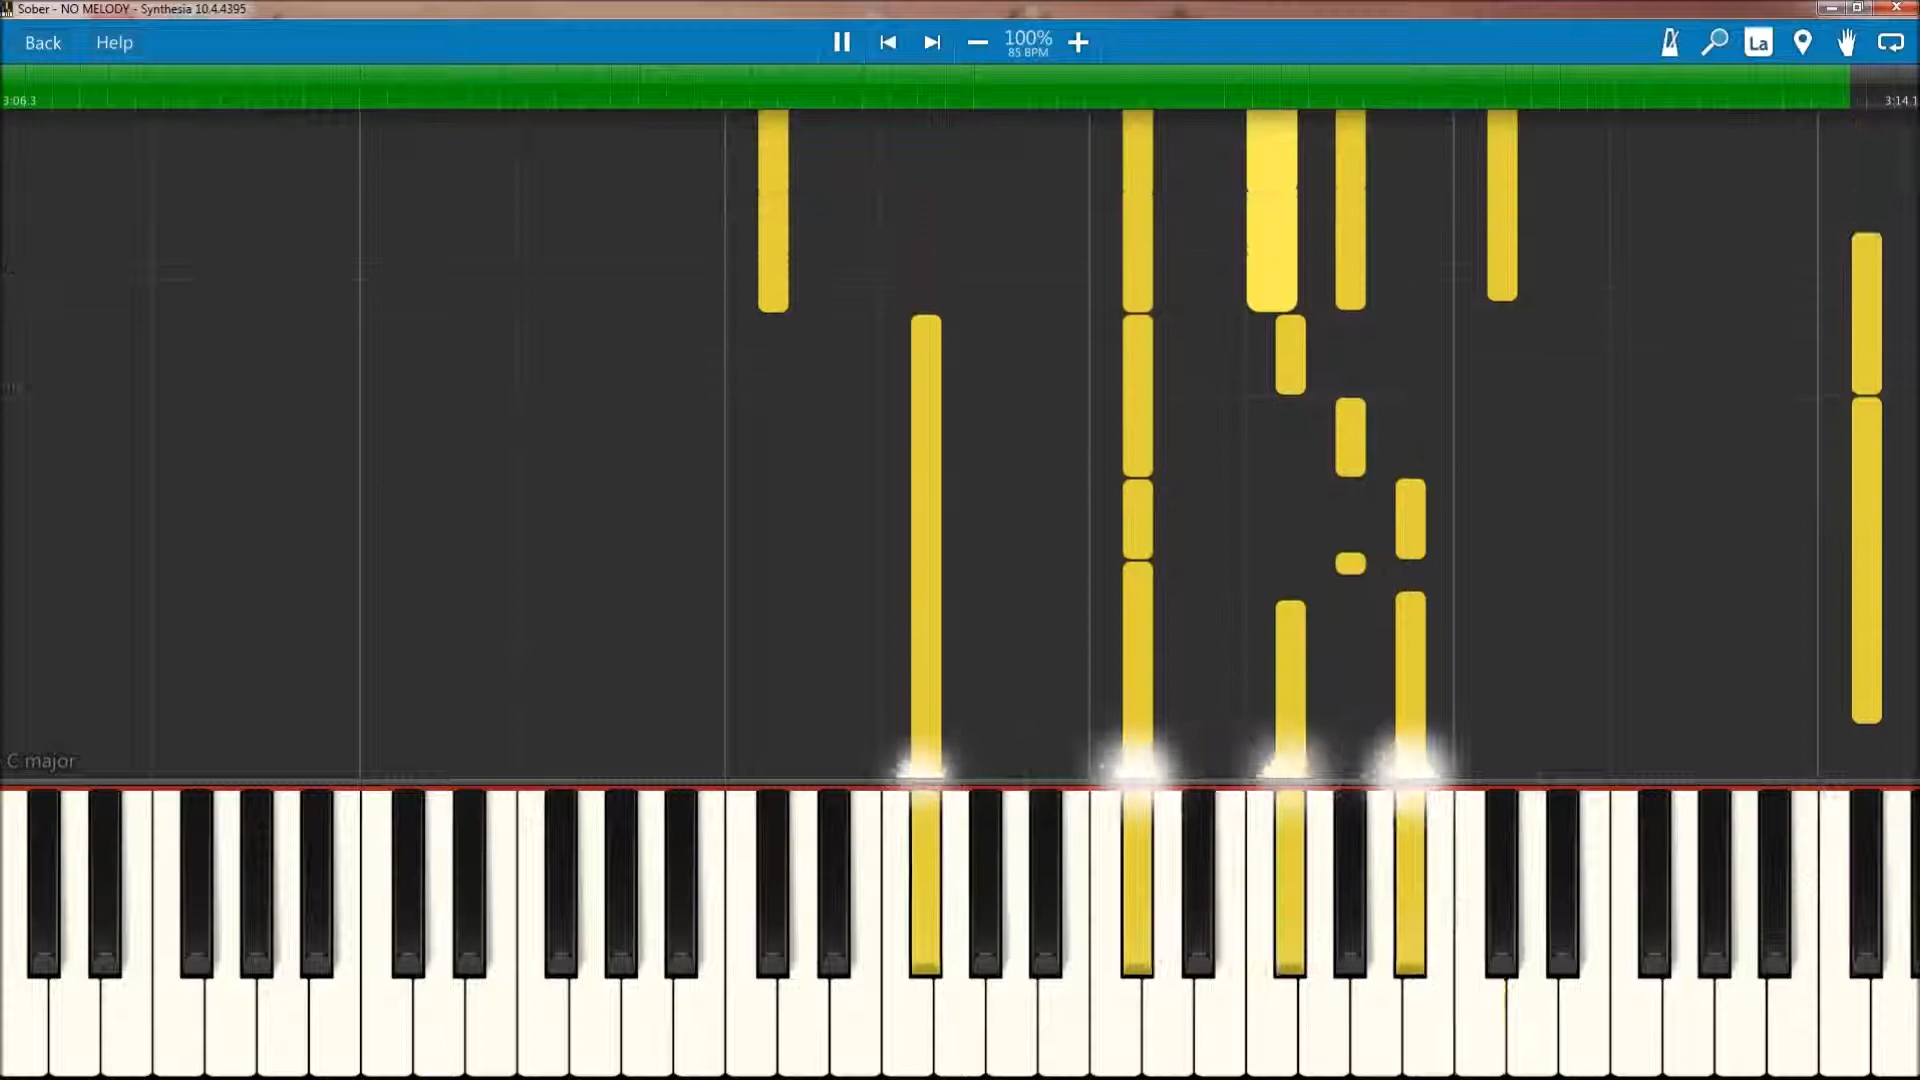 Sober - NO MELODY - Synthesia 10.4.4395
Back
Help
100%
85 BPM
La
3:06.3
3:14.1
C major